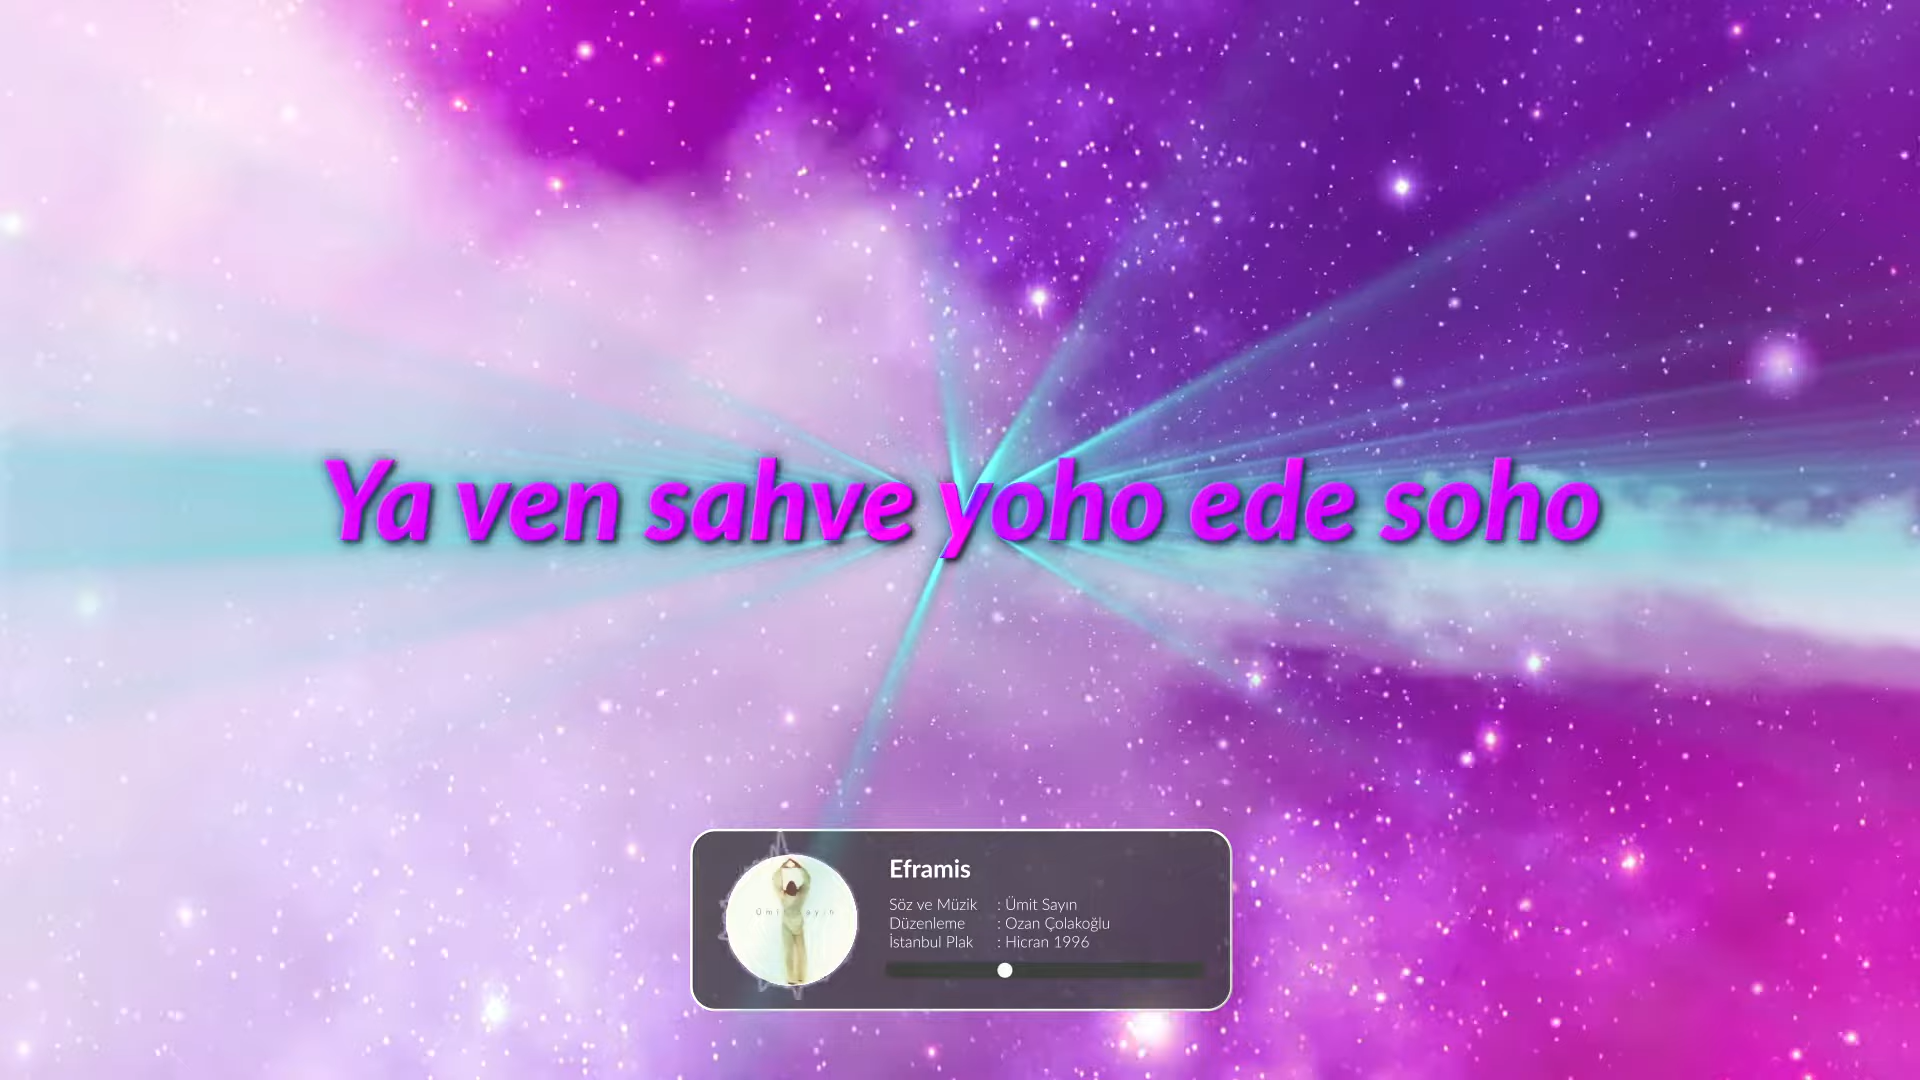 Ya ven sahve yoho ede soho
Eframis
Söz ve Müzik : Ümit Sayın
Düzenleme : Ozan Çolakoğlu
İstanbul Plak : Hicran 1996